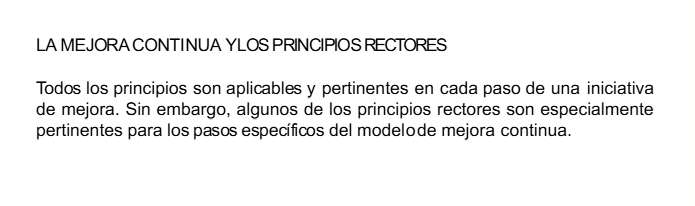 LA MEJORA CONTINUA Y LOS PRINCIPIOS RECTORES
Todos los principios son aplicables y pertinentes en cada paso de una iniciativa
de mejora. Sin embargo, algunos de los principios rectores son especialmente
pertinentes para los pasos específicos del modelo de mejora continua.